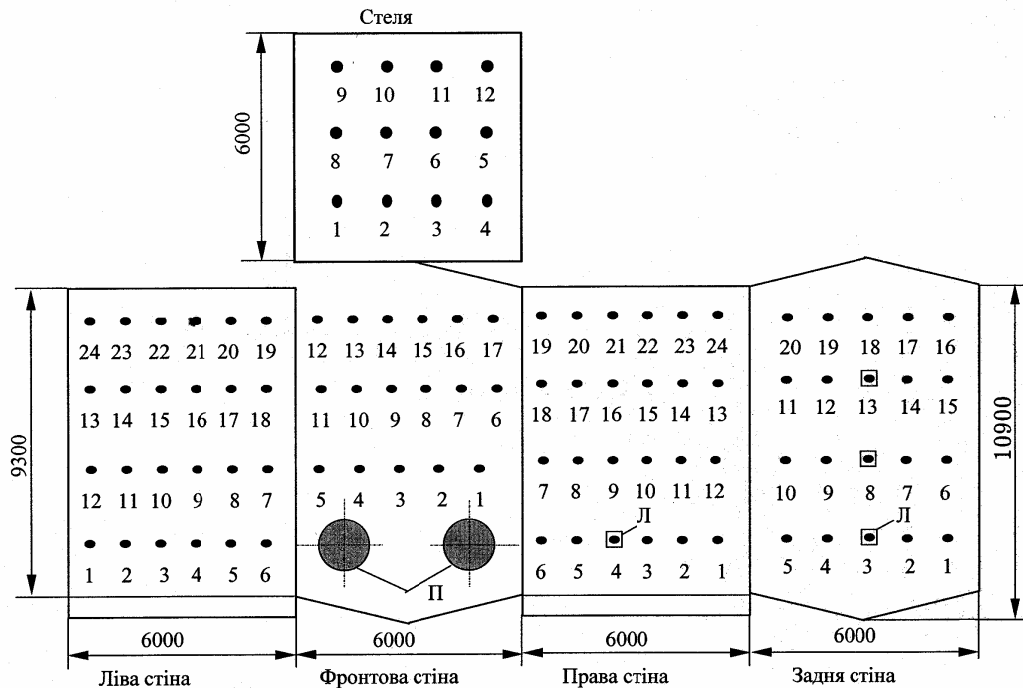 Стеля
9 10 11 12
6000
8 7 6 5
1 2 3 4
24 23 22 21 20 19
12 13 14 15 16 17
19 20 21 22 23 24
20 19 18 17 16
13 14 15 16 17 18
11 10 9 8 7 6
18 17 16 15 14 13
11 12 13 14 15
9300
10900
12 11 10 9 8 7
5 4 3 2 1
7 8 9 10 11 12
10 9 8 7 6
Л
Л
1 2 3 4 5 6
П
6 5 4 3 2 1
5 4 3 2 1
6000
6000
6000
6000
Ліва стіна
Фронтова стіна
Права стіна
Задня стіна